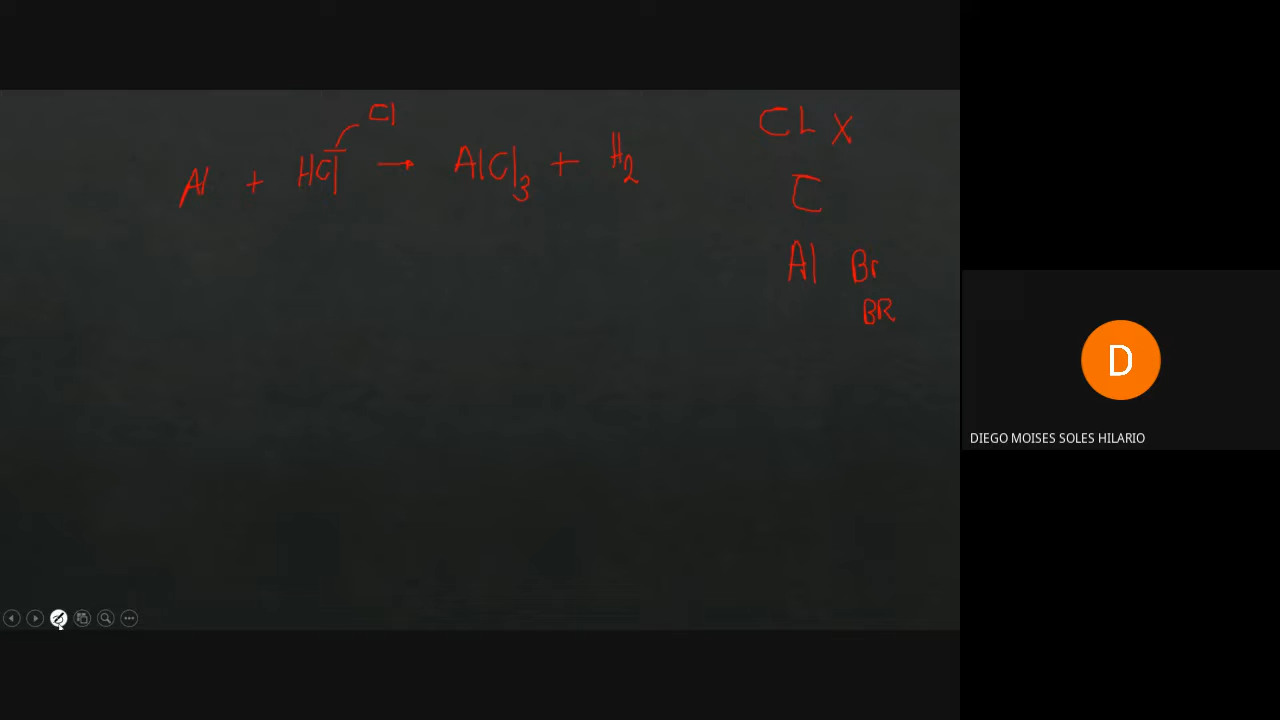 Cl
Al + HCl → AlCl3 + H2
CL X
C
Al Br
BR
D
DIEGO MOISES SOLES HILARIO